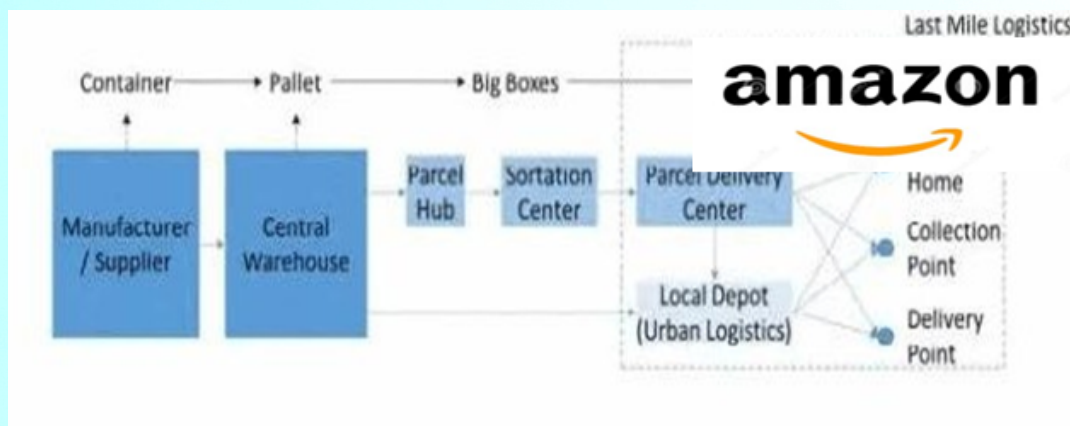 Last Mile Logistics
amazon
Container
Pallet
Big Boxes
Manufacturer
/ Supplier
Central
Warehouse
Parcel
Hub
Sortation
Center
Parcel Delivery
Center
Local Depot
(Urban Logistics)
Home
Collection
Point
Delivery
Point